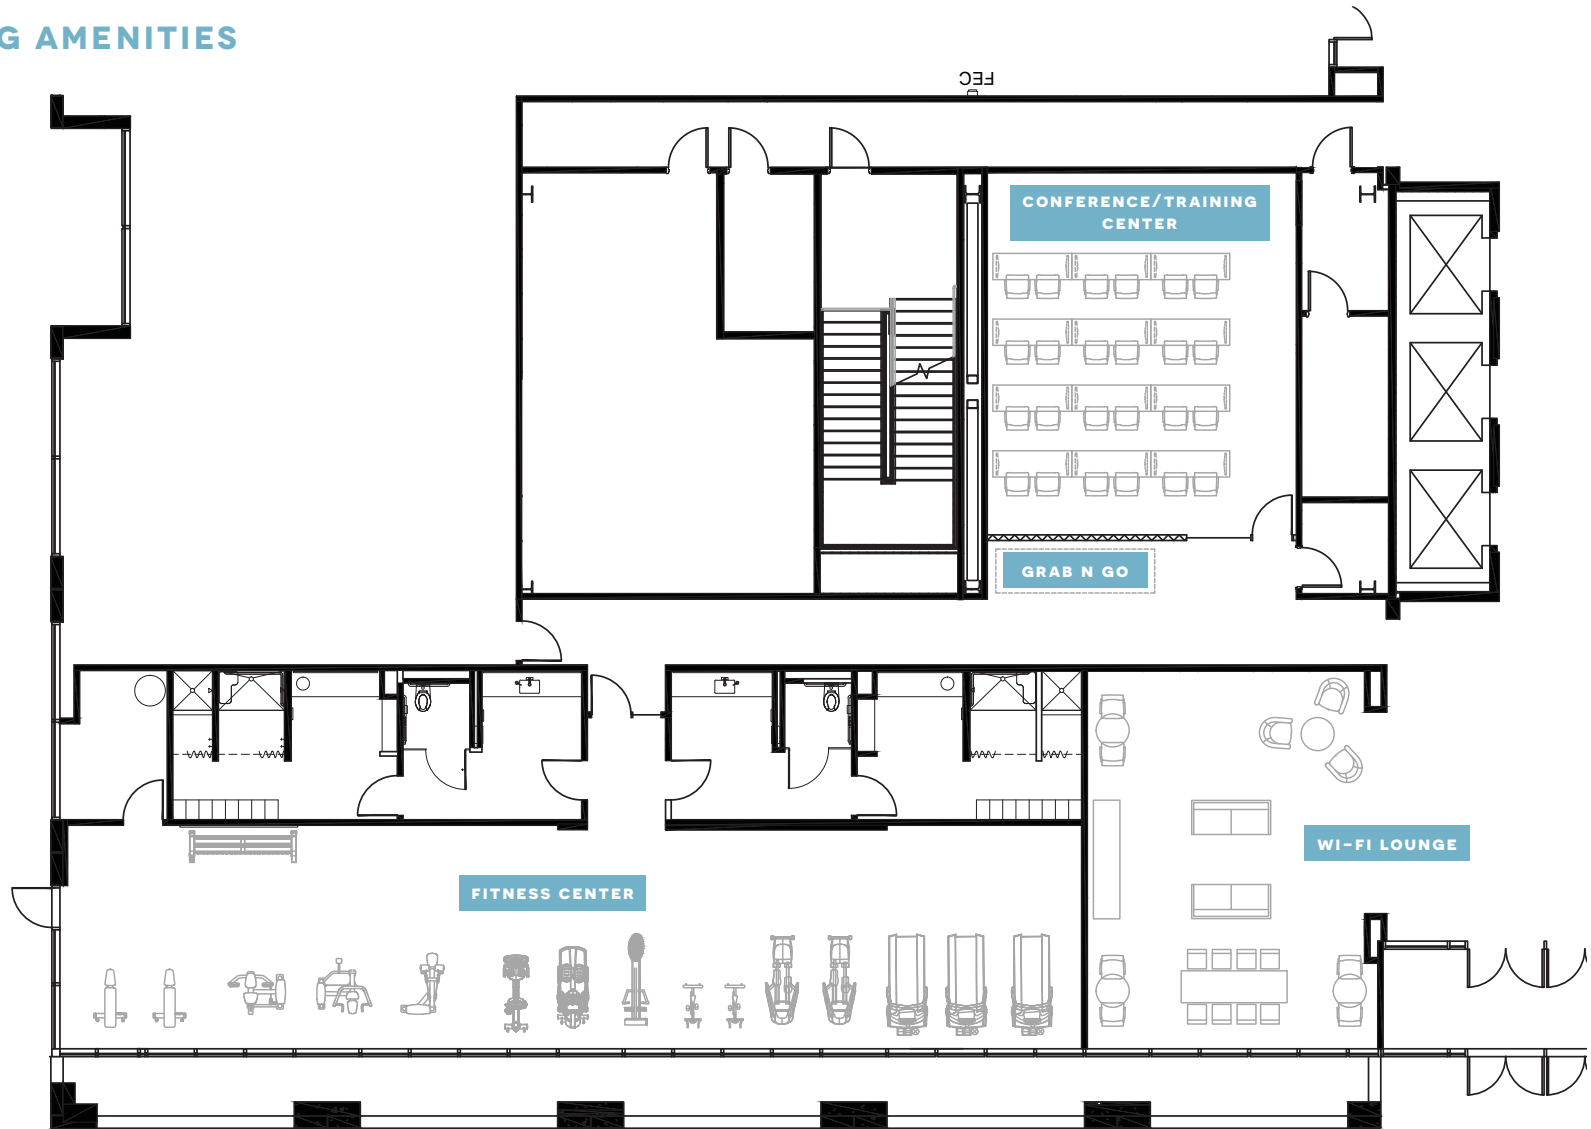 G AMENITIES
FEC
CONFERENCE/TRAINING
CENTER
GRAB N GO
WI-FI LOUNGE
FITNESS CENTER